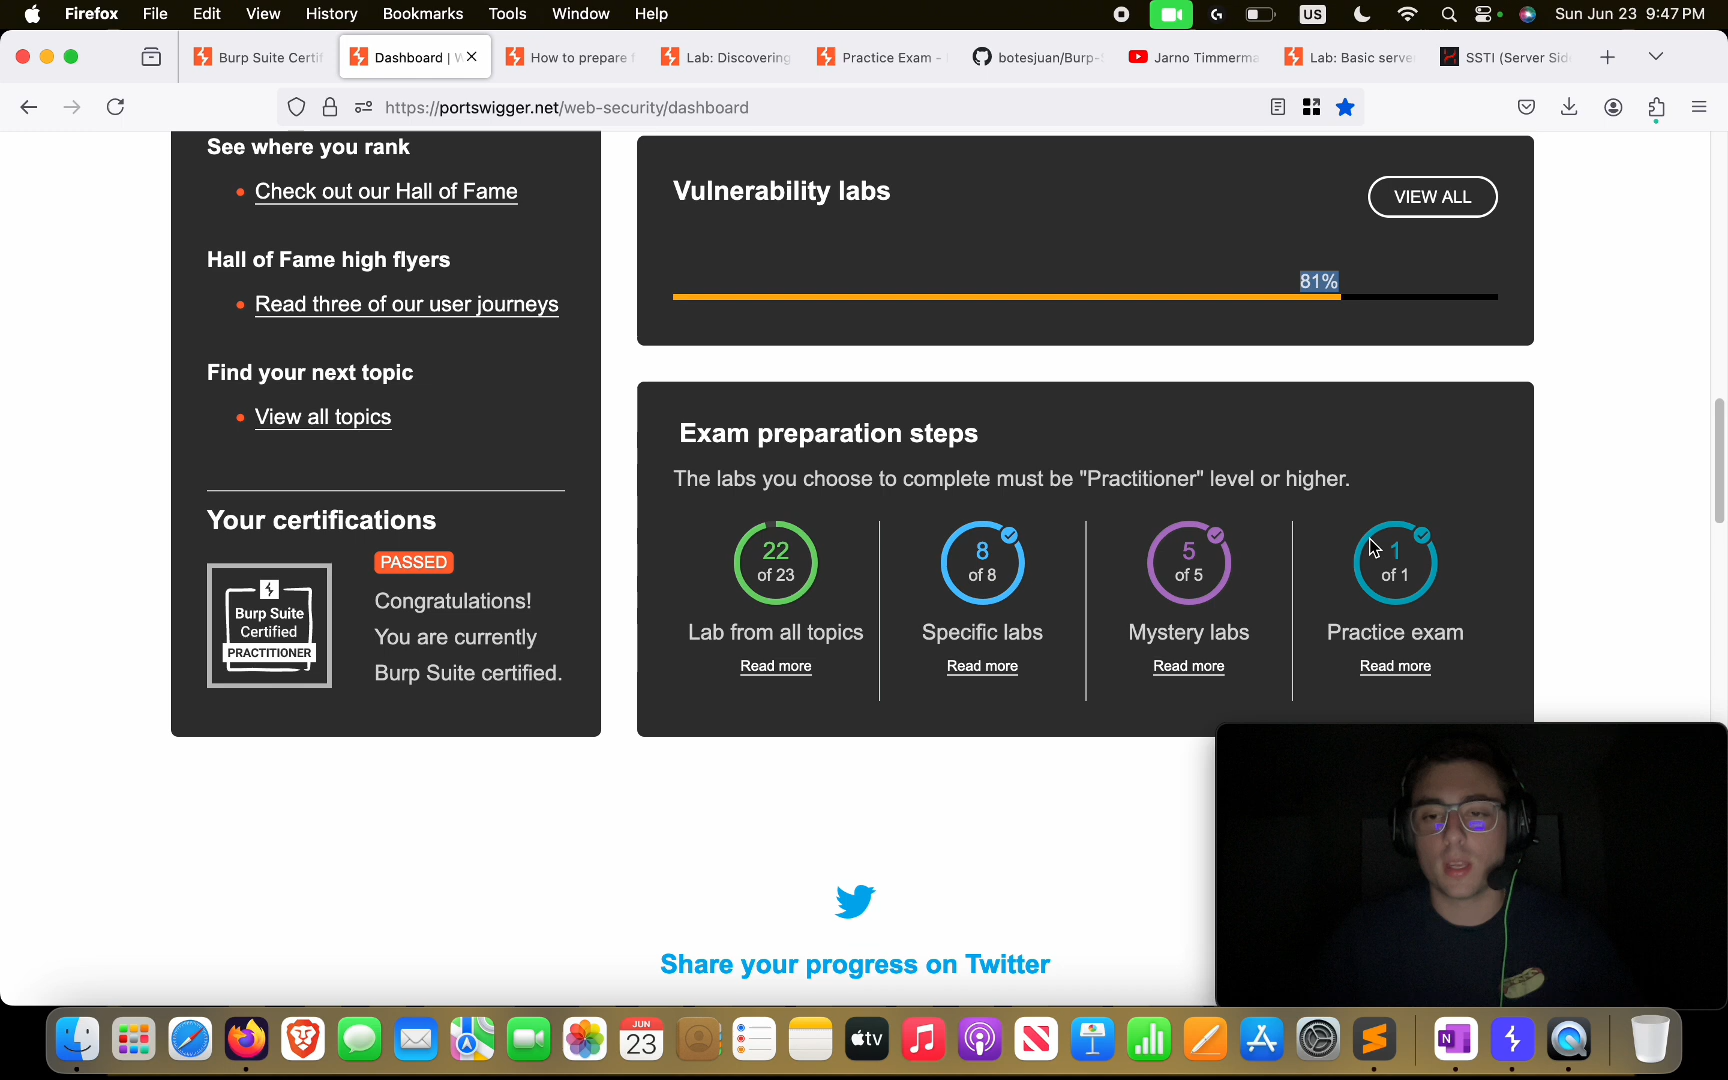 Firefox File Edit View History Bookmarks Tools Window Help
US
Sun Jun 23 9:47 PM
Burp Suite Certif
Dashboard | W
How to prepare f
Lab: Discovering
Practice Exam -
botesjuan/Burp-
Jarno Timmerma
Lab: Basic serve
SSTI (Server Sid
https://portswigger.net/web-security/dashboard
See where you rank
Check out our Hall of Fame
Hall of Fame high flyers
Read three of our user journeys
Find your next topic
View all topics
Your certifications
Burp Suite
Certified
PRACTITIONER
PASSED
Congratulations!
You are currently
Burp Suite certified.
Vulnerability labs
VIEW ALL
81%
Exam preparation steps
The labs you choose to complete must be "Practitioner" level or higher.
22
of 23
Lab from all topics
Read more
8
of 8
Specific labs
Read more
5
of 5
Mystery labs
Read more
1
of 1
Practice exam
Read more
Share your progress on Twitter
JUN
23
tv
N